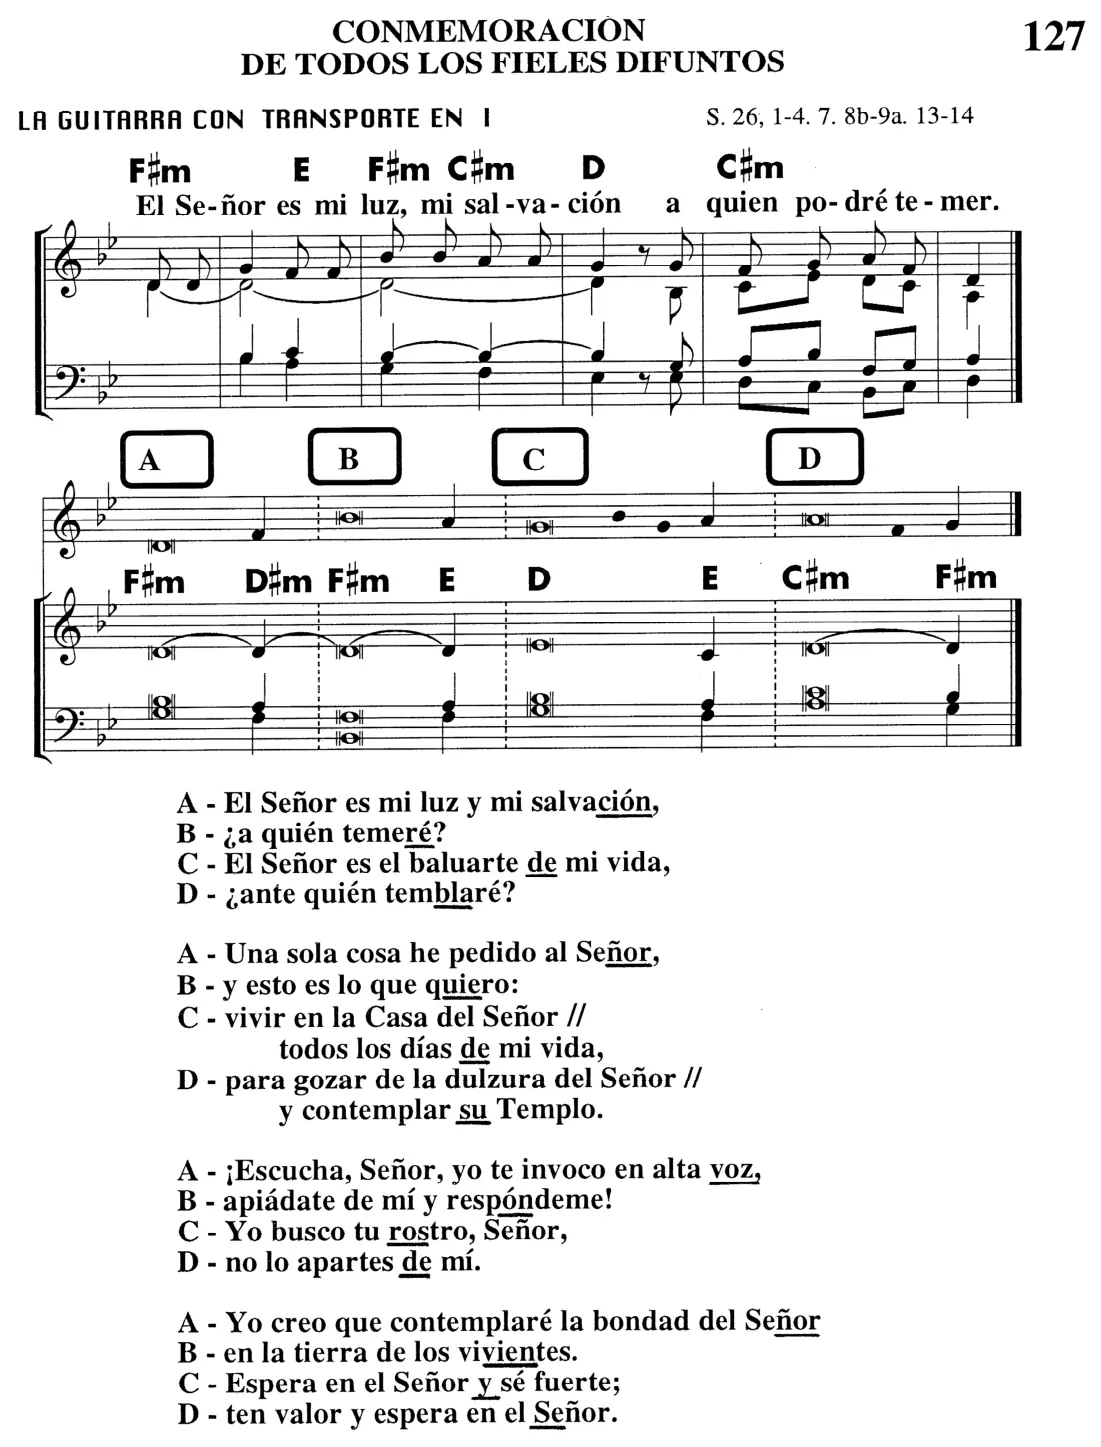 CONMEMORACIÓN
DE TODOS LOS FIELES DIFUNTOS
127
LA GUITARRA CON TRANSPORTE EN I
S. 26, 1-4. 7. 8b-9a. 13-14
F♯m E F♯m C♯m D C♯m
El Se-ñor es mi luz, mi sal-va-ción a quien po-dré te-mer.
A B C D
F♯m D♯m F♯m E D E C♯m F♯m
A - El Señor es mi luz y mi salvación,
B - ¿a quién temeré?
C - El Señor es el baluarte de mi vida,
D - ¿ante quién temblaré?
A - Una sola cosa he pedido al Señor,
B - y esto es lo que quiero:
C - vivir en la Casa del Señor //
todos los días de mi vida,
D - para gozar de la dulzura del Señor //
y contemplar su Templo.
A - ¡Escucha, Señor, yo te invoco en alta voz,
B - apiádate de mí y respóndeme!
C - Yo busco tu rostro, Señor,
D - no lo apartes de mí.
A - Yo creo que contemplaré la bondad del Señor
B - en la tierra de los vivientes.
C - Espera en el Señor y sé fuerte;
D - ten valor y espera en el Señor.